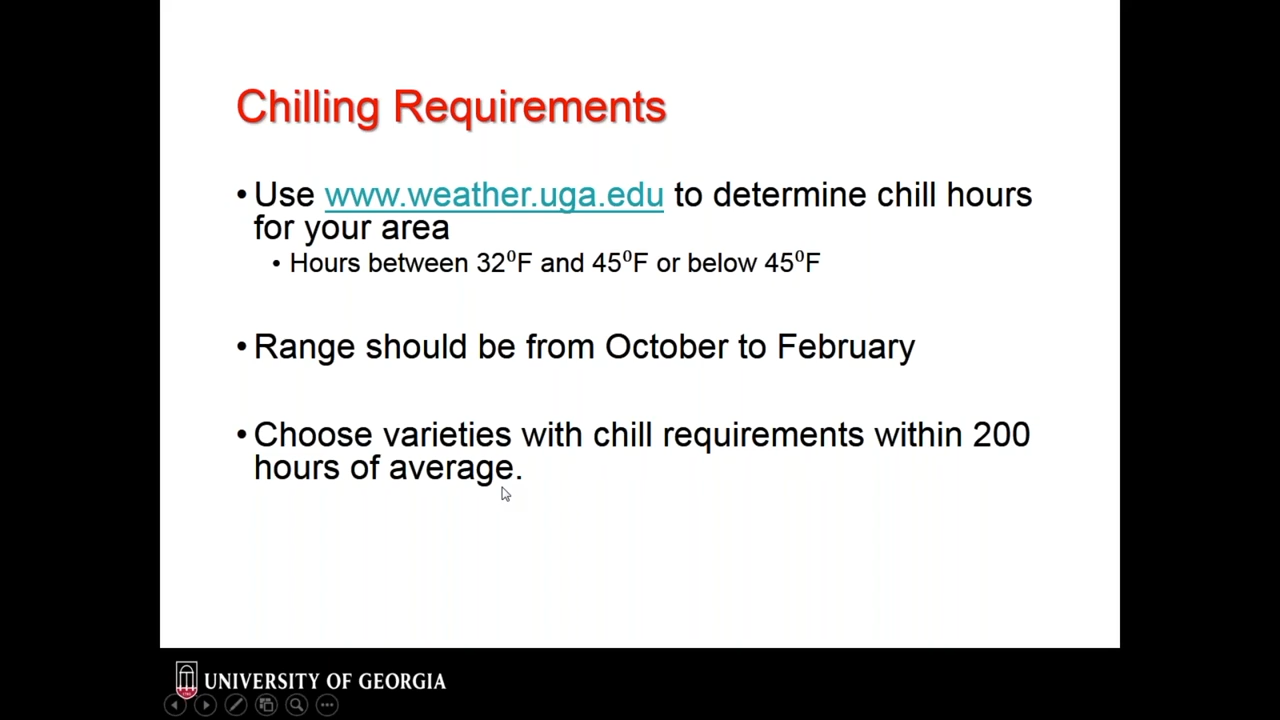 Chilling Requirements
• Use www.weather.uga.edu to determine chill hours
for your area
• Hours between 32⁰F and 45⁰F or below 45⁰F
• Range should be from October to February
• Choose varieties with chill requirements within 200
hours of average.
UNIVERSITY OF GEORGIA